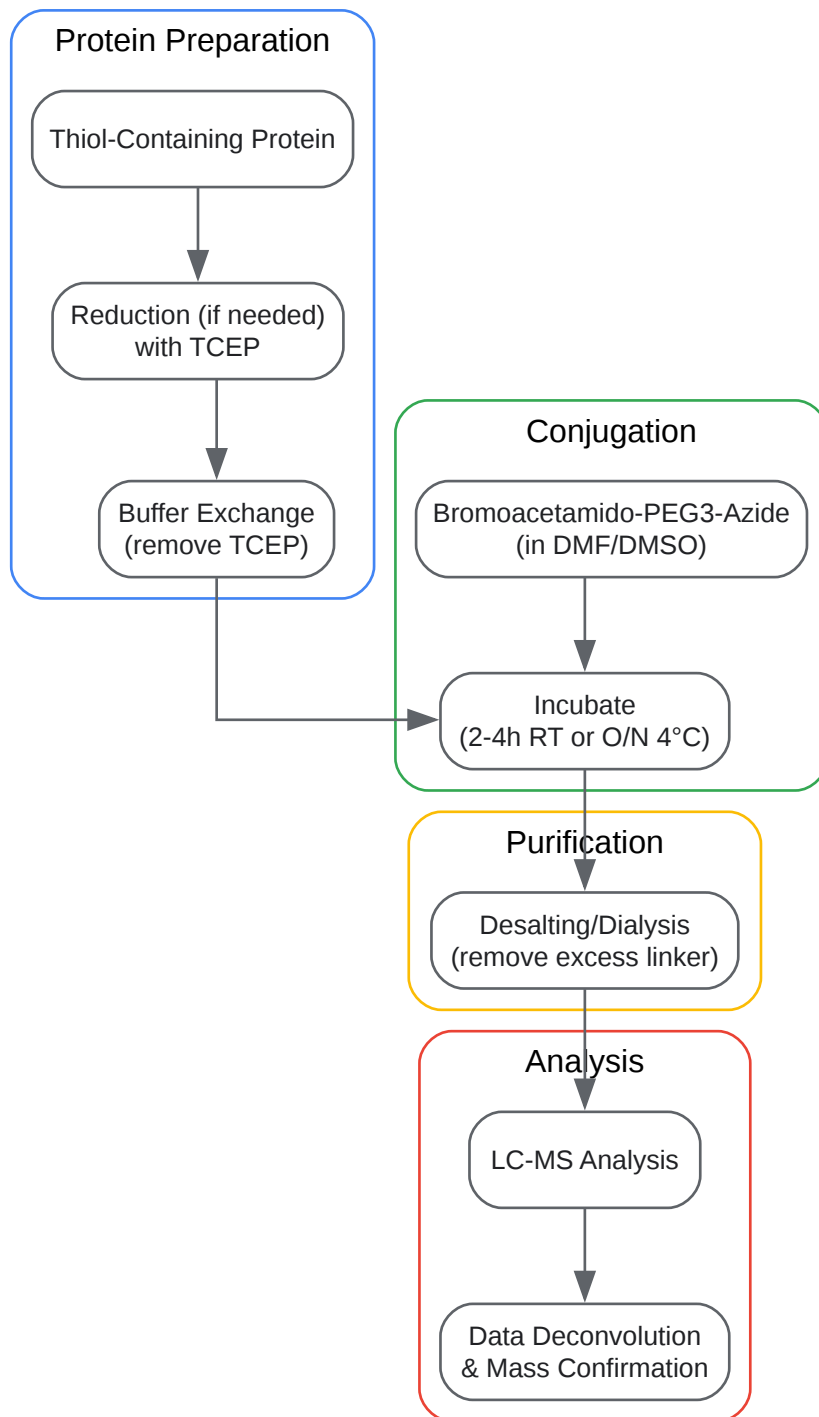 Protein Preparation
Thiol-Containing Protein
Reduction (if needed)
with TCEP
Buffer Exchange
(remove TCEP)
Conjugation
Bromoacetamido-PEG3-Azide
(in DMF/DMSO)
Incubate
(2-4h RT or O/N 4°C)
Purification
Desalting/Dialysis
(remove excess linker)
Analysis
LC-MS Analysis
Data Deconvolution
& Mass Confirmation